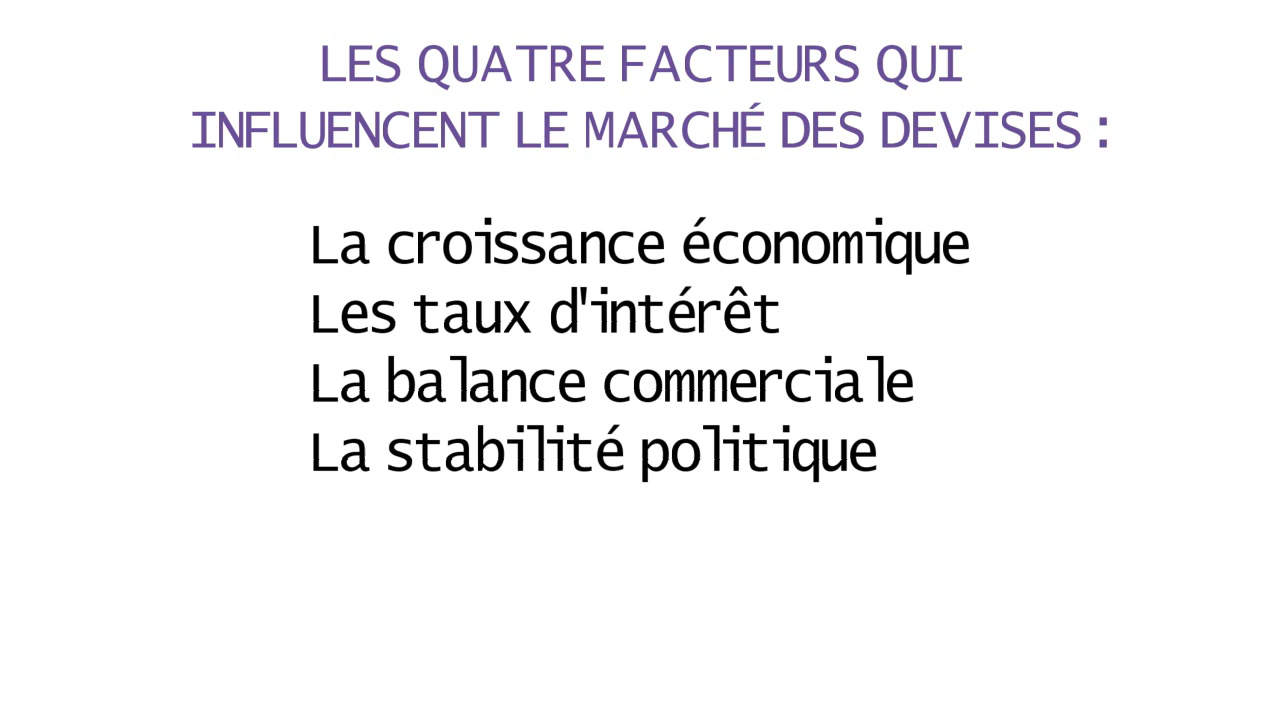 LES QUATRE FACTEURS QUI
INFLUENCENT LE MARCHÉ DES DEVISES :
La croissance économique
Les taux d'intérêt
La balance commerciale
La stabilité politique